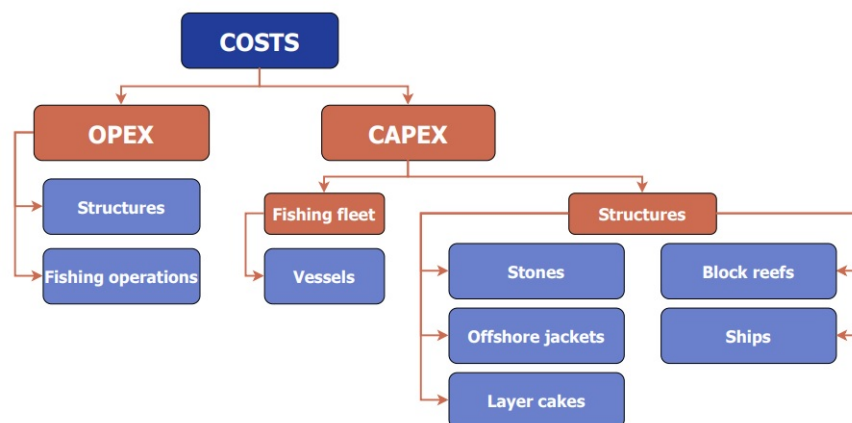 COSTS
OPEX
CAPEX
Structures
Fishing operations
Fishing fleet
Vessels
Structures
Stones
Block reefs
Offshore jackets
Ships
Layer cakes